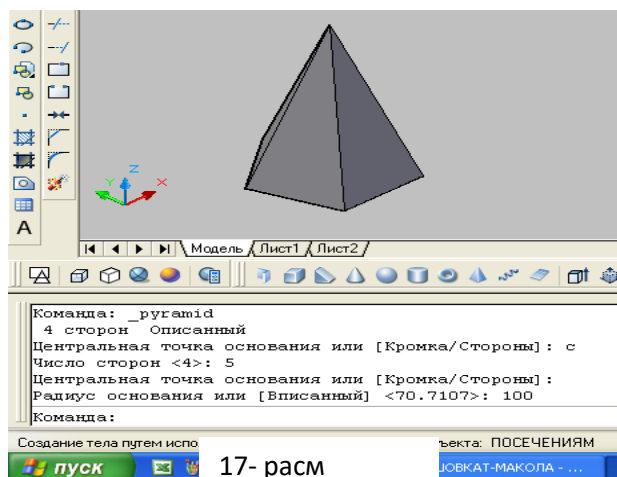 A
Z
Y X
Модель Лист1 Лист2
Команда: _pyramid
4 сторон Описанный
Центральная точка основания или [Кромка/Стороны]: с
Число сторон <4>: 5
Центральная точка основания или [Кромка/Стороны]:
Радиус основания или [Вписанный] <70.7107>: 100
Команда:
Создание тела путем испо ъекта: ПОСЕЧЕНИЯМ
пуск 17- расм ШОВКАТ-МАКОЛА - ...